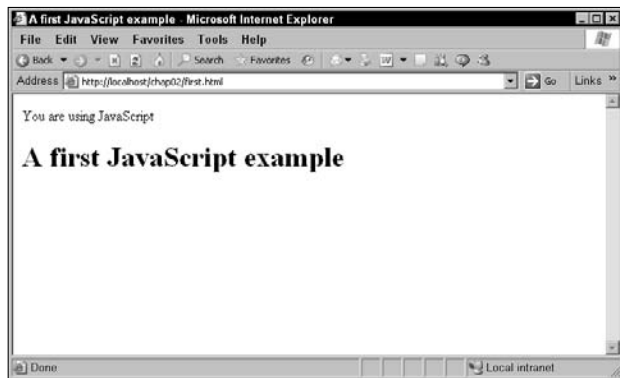 A first JavaScript example - Microsoft Internet Explorer
File Edit View Favorites Tools Help
Back Search Favorites
Address http://localhost/chap02/first.html Go Links »
You are using JavaScript
A first JavaScript example
Done Local intranet